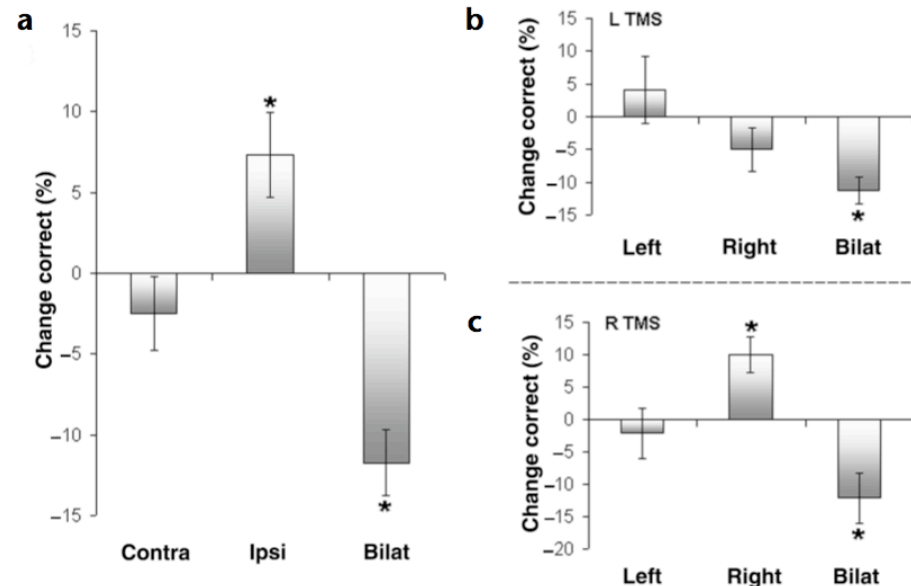 a
Change correct (%)
15
10
5
0
−5
−10
−15
*
*
Contra Ipsi Bilat
b
L TMS
Change correct (%)
15
10
5
0
−5
−10
−15
*
Left Right Bilat
c
R TMS
Change correct (%)
15
10
5
0
−5
−10
−15
−20
*
*
Left Right Bilat